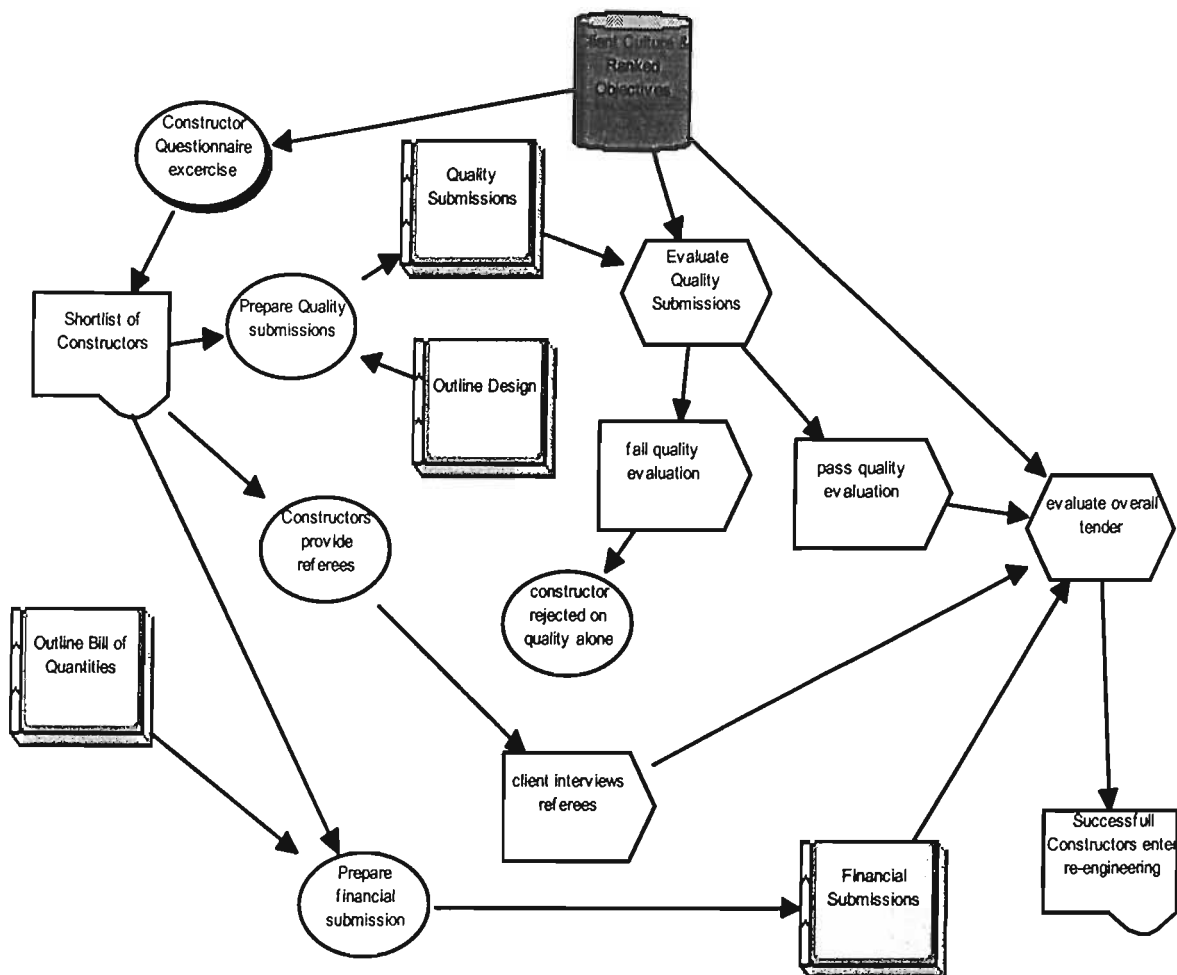 Client Culture &
Ranked
Objectives
Constructor
Questionnaire
excercise
Quality
Submissions
Evaluate
Quality
Submissions
Shortlist of
Constructors
Prepare Quality
submissions
Outline Design
fail quality
evaluation
pass quality
evaluation
evaluate overall
tender
Constructors
provide
referees
constructor
rejected on
quality alone
Outline Bill of
Quantities
client interviews
referees
Prepare
financial
submission
Financial
Submissions
Successfull
Constructors enter
re-engineering